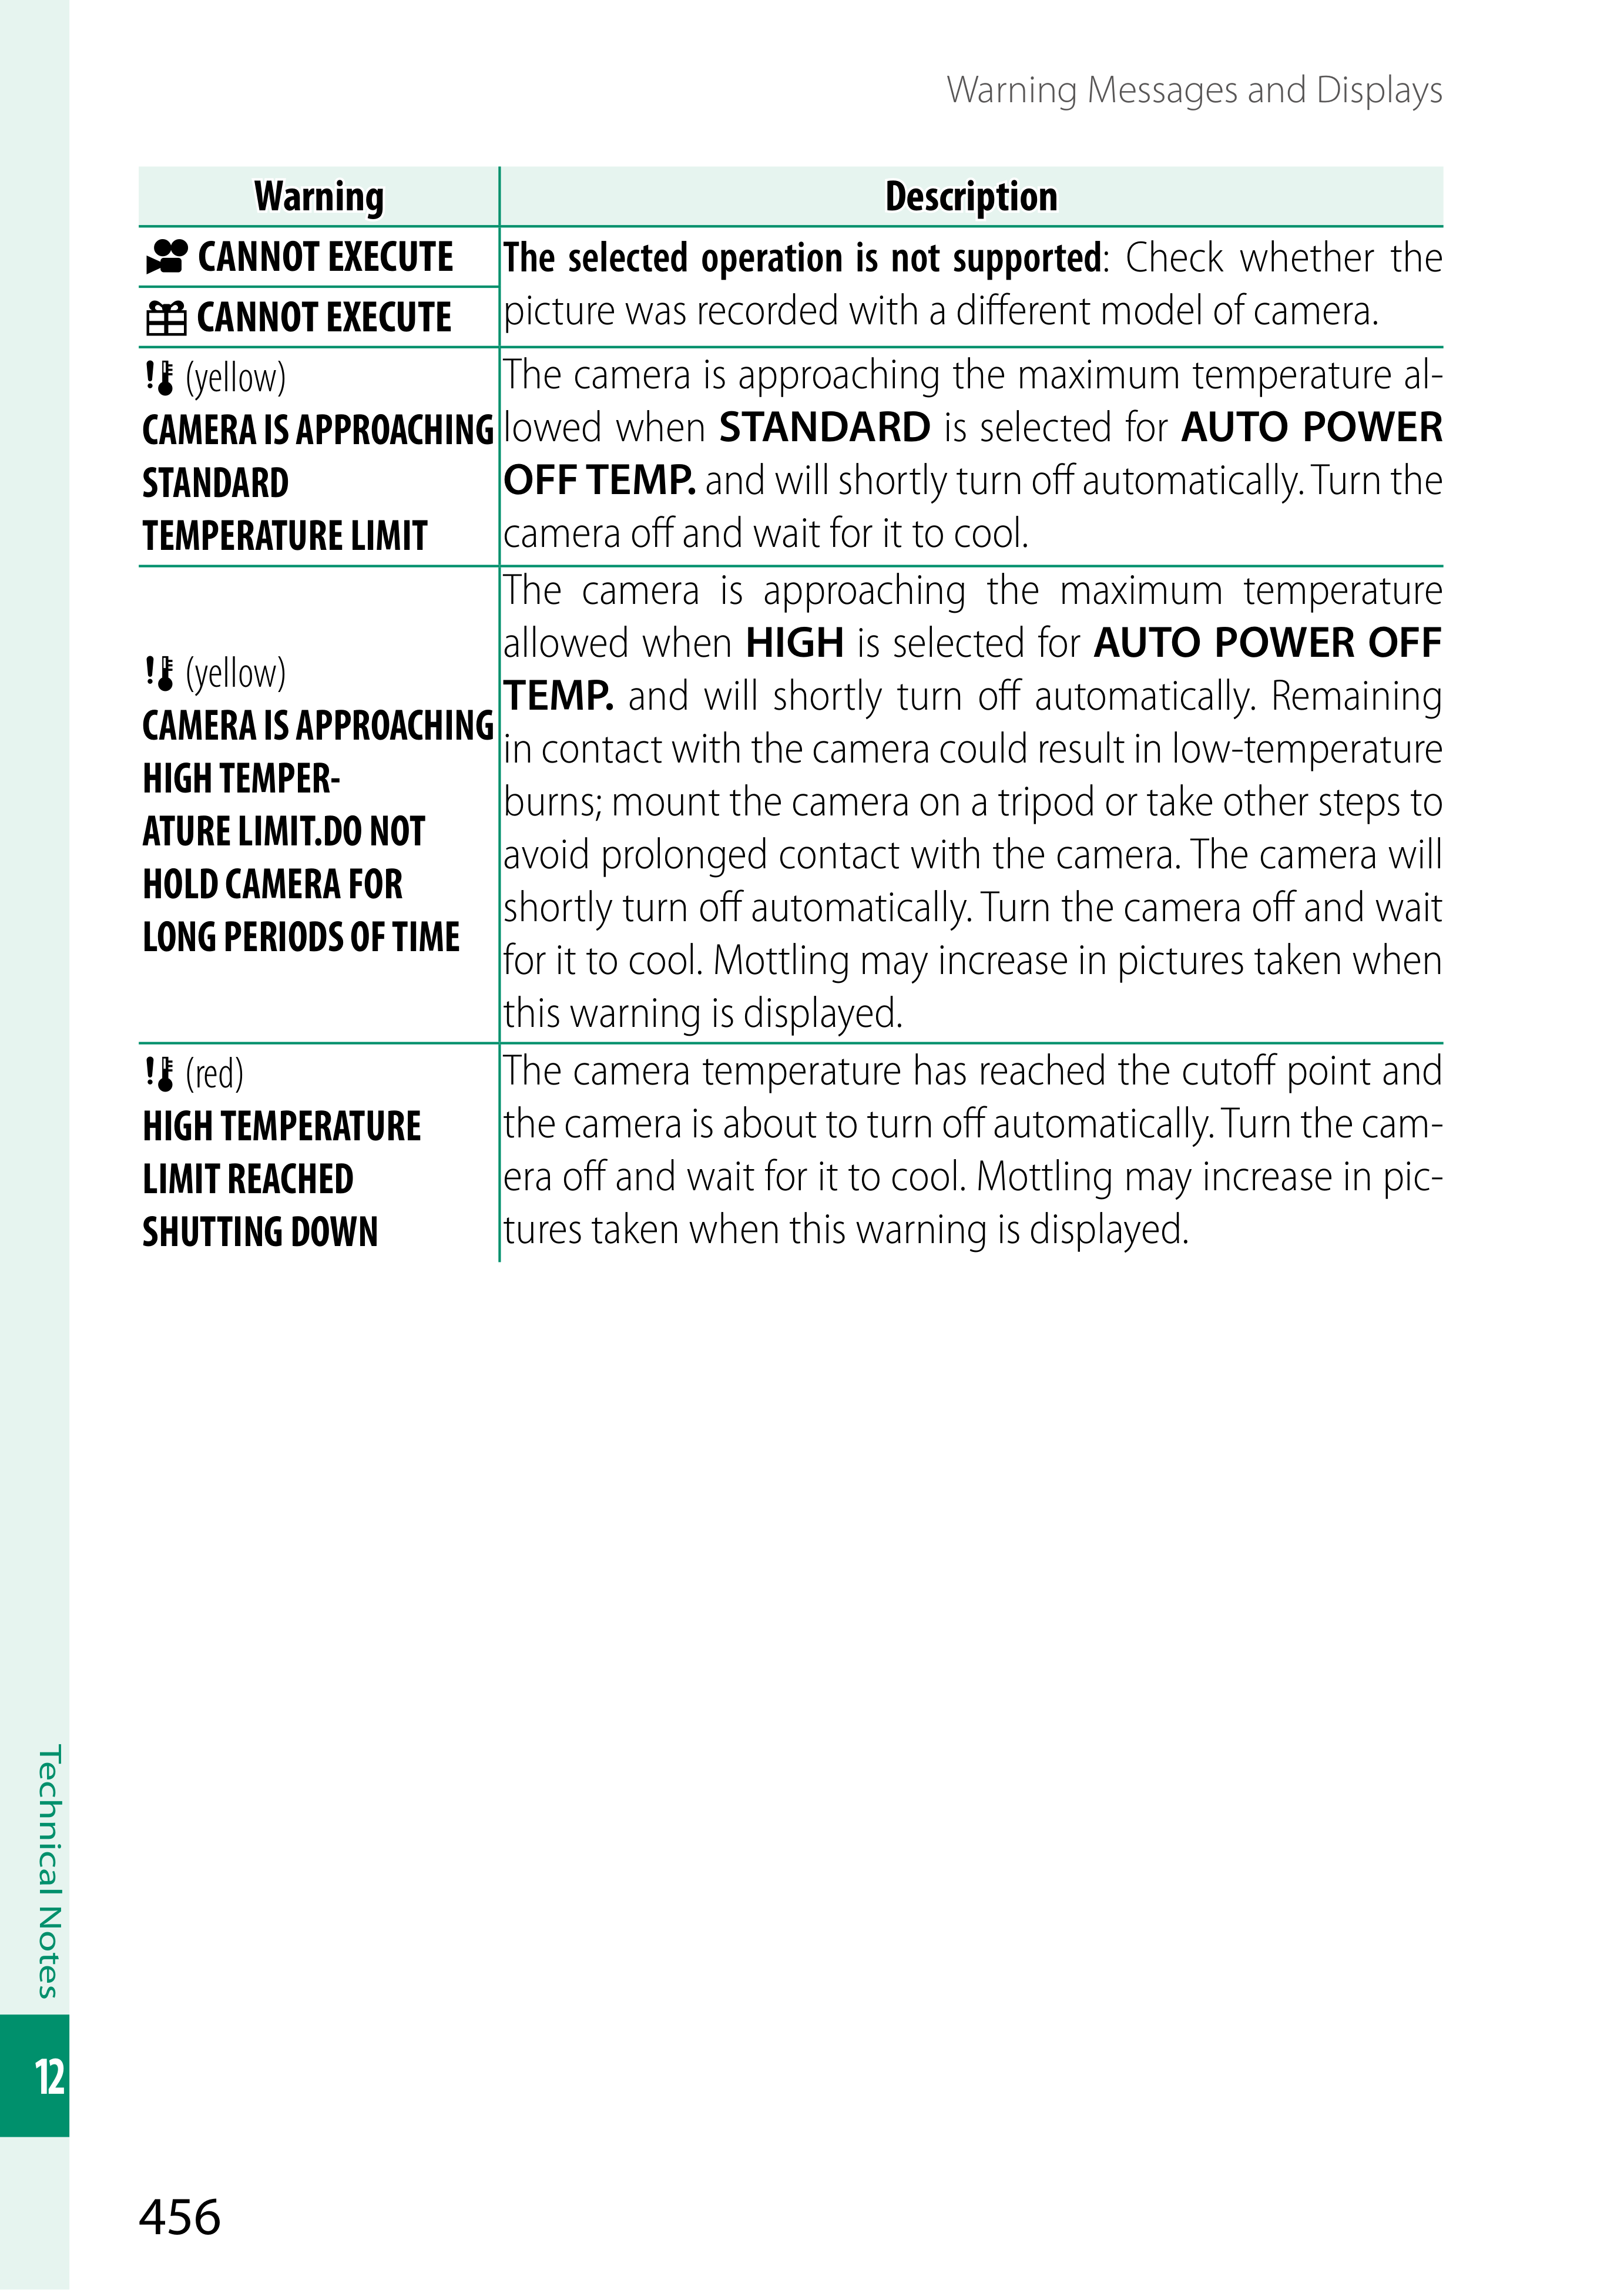 Warning Messages and Displays
Warning Description
CANNOT EXECUTE
CANNOT EXECUTE
The selected operation is not supported: Check whether the
picture was recorded with a different model of camera.
(yellow)
CAMERA IS APPROACHING
STANDARD
TEMPERATURE LIMIT
The camera is approaching the maximum temperature al-
lowed when STANDARD is selected for AUTO POWER
OFF TEMP. and will shortly turn off automatically. Turn the
camera off and wait for it to cool.
(yellow)
CAMERA IS APPROACHING
HIGH TEMPER-
ATURE LIMIT.DO NOT
HOLD CAMERA FOR
LONG PERIODS OF TIME
The camera is approaching the maximum temperature
allowed when HIGH is selected for AUTO POWER OFF
TEMP. and will shortly turn off automatically. Remaining
in contact with the camera could result in low-temperature
burns; mount the camera on a tripod or take other steps to
avoid prolonged contact with the camera. The camera will
shortly turn off automatically. Turn the camera off and wait
for it to cool. Mottling may increase in pictures taken when
this warning is displayed.
(red)
HIGH TEMPERATURE
LIMIT REACHED
SHUTTING DOWN
The camera temperature has reached the cutoff point and
the camera is about to turn off automatically. Turn the cam-
era off and wait for it to cool. Mottling may increase in pic-
tures taken when this warning is displayed.
Technical Notes
12
456